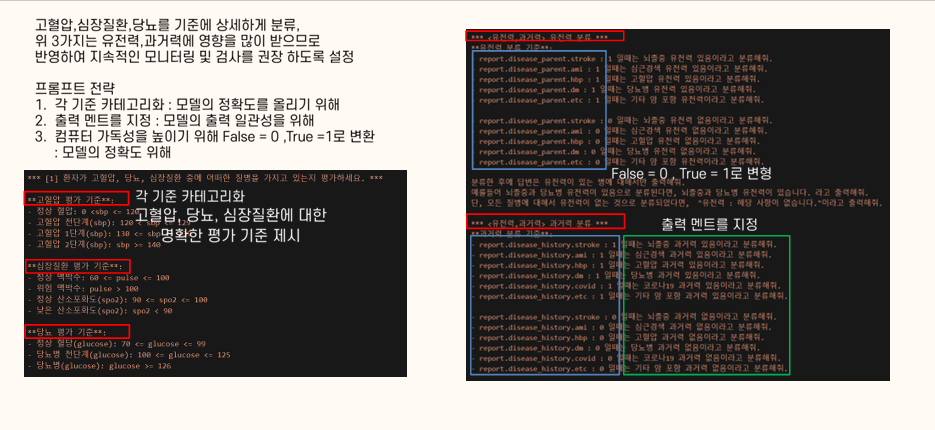 고혈압,심장질환,당뇨를 기준에 상세하게 분류,
위 3가지는 유전력,과거력에 영향을 많이 받으므로
반영하여 지속적인 모니터링 및 검사를 권장 하도록 설정
프롬프트 전략
1. 각 기준 카테고리화 : 모델의 정확도를 올리기 위해
2. 출력 멘트를 지정 : 모델의 출력 일관성을 위해
3. 컴퓨터 가독성을 높이기 위해 False = 0 ,True =1로 변환
: 모델의 정확도 위해
*** [1] 환자가 고혈압, 당뇨, 심장질환 중에 어떠한 질병을 가지고 있는지 평가하세요. ***
**고혈압 평가 기준**:
- 정상 혈압: 0 <sbp <= 120
- 고혈압 전단계(sbp): 120 < sbp <= 129
- 고혈압 1단계(sbp): 130 <= sbp
- 고혈압 2단계(sbp): sbp >= 140
각 기준 카테고리화
고혈압, 당뇨, 심장질환에 대한
명확한 평가 기준 제시
**심장질환 평가 기준**:
- 정상 맥박수: 60 <= pulse <= 100
- 위험 맥박수: pulse > 100
- 정상 산소포화도(spo2): 90 <= spo2 <= 100
- 낮은 산소포화도(spo2): spo2 < 90
**당뇨 평가 기준**:
- 정상 혈당(glucose): 70 <= glucose <= 99
- 당뇨병 전단계(glucose): 100 <= glucose <= 125
- 당뇨병(glucose): glucose >= 126
*** <유전력,과거력> 유전력 분류 ***
**유전력 분류 기준**:
- report.disease_parent.stroke : 1 일때는 뇌졸중 유전력 있음이라고 분류해줘.
- report.disease_parent.ami : 1 일때는 심근경색 유전력 있음이라고 분류해줘.
- report.disease_parent.hbp : 1 일때는 고혈압 유전력 있음이라고 분류해줘.
- report.disease_parent.dm : 1 일때는 당뇨병 유전력 있음이라고 분류해줘.
- report.disease_parent.etc : 1 일때는 기타 암 포함 유전력 있음이라고 분류해줘.
- report.disease_parent.stroke : 0 일때는 뇌졸중 유전력 없음이라고 분류해줘.
- report.disease_parent.ami : 0 일때는 심근경색 유전력 없음이라고 분류해줘.
- report.disease_parent.hbp : 0 일때는 고혈압 유전력 없음이라고 분류해줘.
- report.disease_parent.dm : 0 일때는 당뇨병 유전력 없음이라고 분류해줘.
- report.disease_parent.etc : 0 일때는 기타 암 포함 유전력 없음이라고 분류해줘.
False = 0 , True = 1로 변형
분류한 후에 답변은 유전력이 있는 병에 대해서만 출력해줘.
예를들어 뇌졸중과 당뇨병 유전력이 있음으로 분류된다면, 뇌졸중과 당뇨병 유전력이 있습니다. 라고 출력해줘.
단, 모든 질병에 대해서 유전력이 없는 것으로 분류되었다면, "유전력 : 해당 사항이 없습니다."이라고 출력해줘.
*** <유전력,과거력> 과거력 분류 ***
출력 멘트를 지정
**과거력 분류 기준**:
- report.disease_history.stroke : 1 일때는 뇌졸중 과거력 있음이라고 분류해줘.
- report.disease_history.ami : 1 일때는 심근경색 과거력 있음이라고 분류해줘.
- report.disease_history.hbp : 1 일때는 고혈압 과거력 있음이라고 분류해줘.
- report.disease_history.dm : 1 일때는 당뇨병 과거력 있음이라고 분류해줘.
- report.disease_history.covid : 1 일때는 코로나19 과거력 있음이라고 분류해줘.
- report.disease_history.etc : 1 일때는 기타 암 포함 과거력 있음이라고 분류해줘.
- report.disease_history.stroke : 0 일때는 뇌졸중 과거력 없음이라고 분류해줘.
- report.disease_history.ami : 0 일때는 심근경색 과거력 없음이라고 분류해줘.
- report.disease_history.hbp : 0 일때는 고혈압 과거력 없음이라고 분류해줘.
- report.disease_history.dm : 0 일때는 당뇨병 과거력 없음이라고 분류해줘.
- report.disease_history.covid : 0 일때는 코로나19 과거력 없음이라고 분류해줘.
- report.disease_history.etc : 0 일때는 기타 암 포함 과거력 없음이라고 분류해줘.